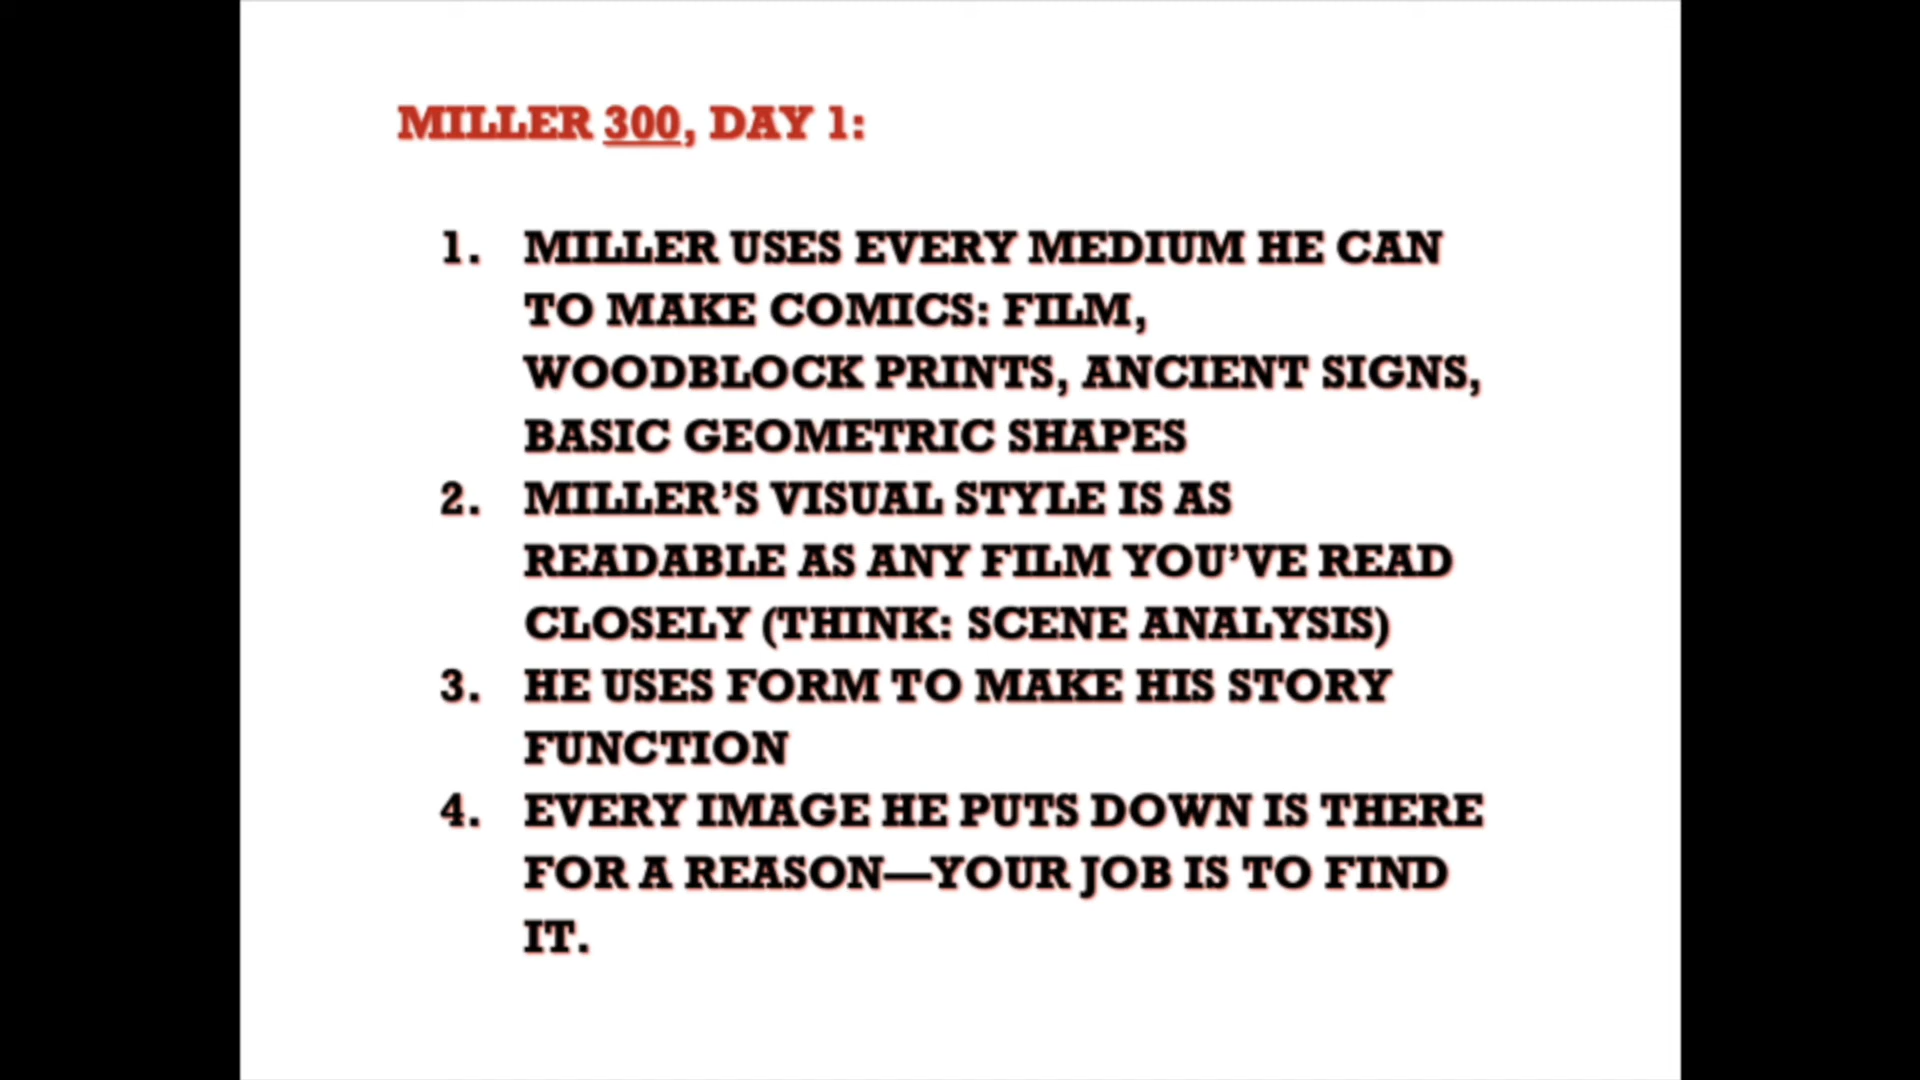 MILLER 300, DAY 1:
1. MILLER USES EVERY MEDIUM HE CAN
TO MAKE COMICS: FILM,
WOODBLOCK PRINTS, ANCIENT SIGNS,
BASIC GEOMETRIC SHAPES
2. MILLER’S VISUAL STYLE IS AS
READABLE AS ANY FILM YOU’VE READ
CLOSELY (THINK: SCENE ANALYSIS)
3. HE USES FORM TO MAKE HIS STORY
FUNCTION
4. EVERY IMAGE HE PUTS DOWN IS THERE
FOR A REASON—YOUR JOB IS TO FIND
IT.